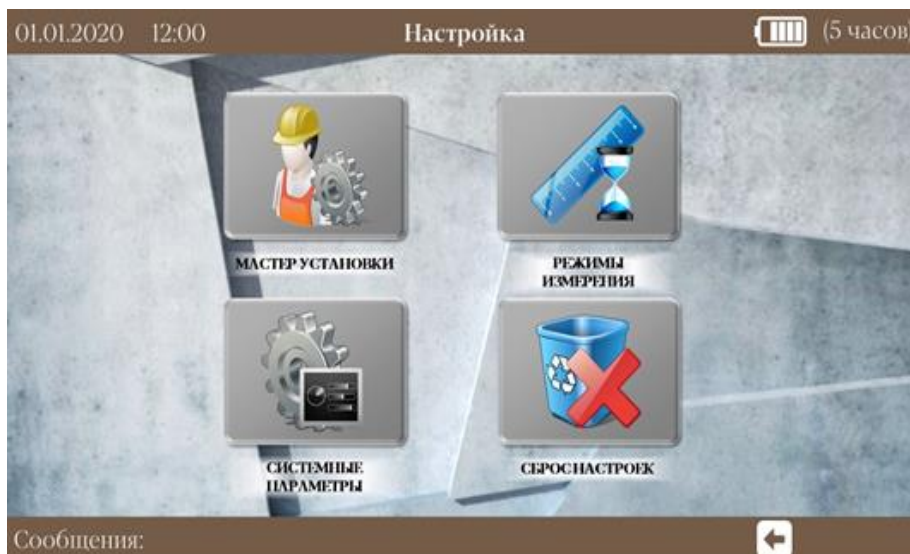 01.01.2020 12:00 Настройка (5 часов)
МАСТЕР УСТАНОВКИ
РЕЖИМЫ
ИЗМЕРЕНИЯ
СИСТЕМНЫЕ
ПАРАМЕТРЫ
СБРОС НАСТРОЕК
Сообщения: